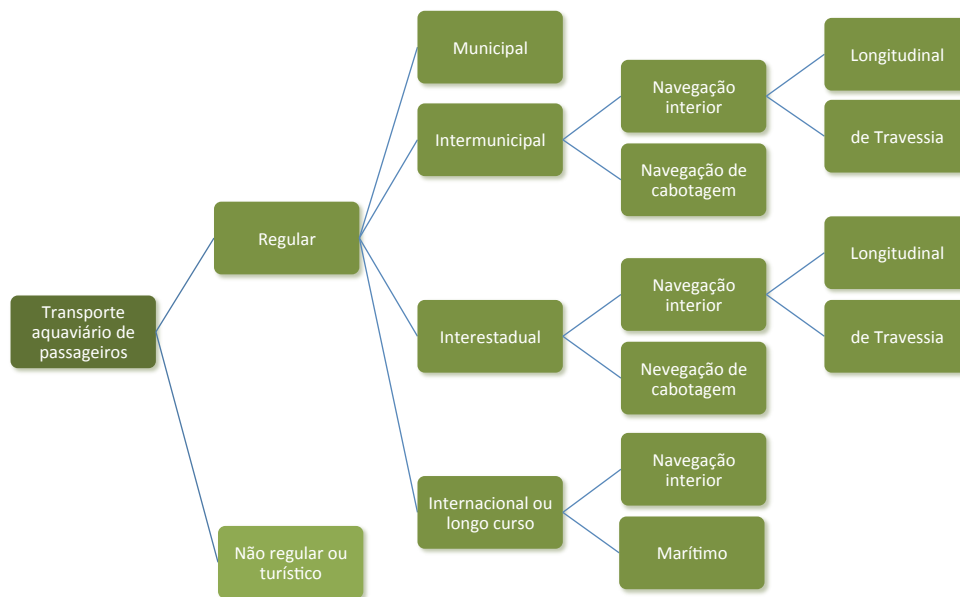 Transporte
aquaviário de
passageiros
Regular
Não regular ou
turístico
Municipal
Intermunicipal
Interestadual
Internacional ou
longo curso
Navegação
interior
Navegação de
cabotagem
Navegação
interior
Nevegação de
cabotagem
Navegação
interior
Marítimo
Longitudinal
de Travessia
Longitudinal
de Travessia